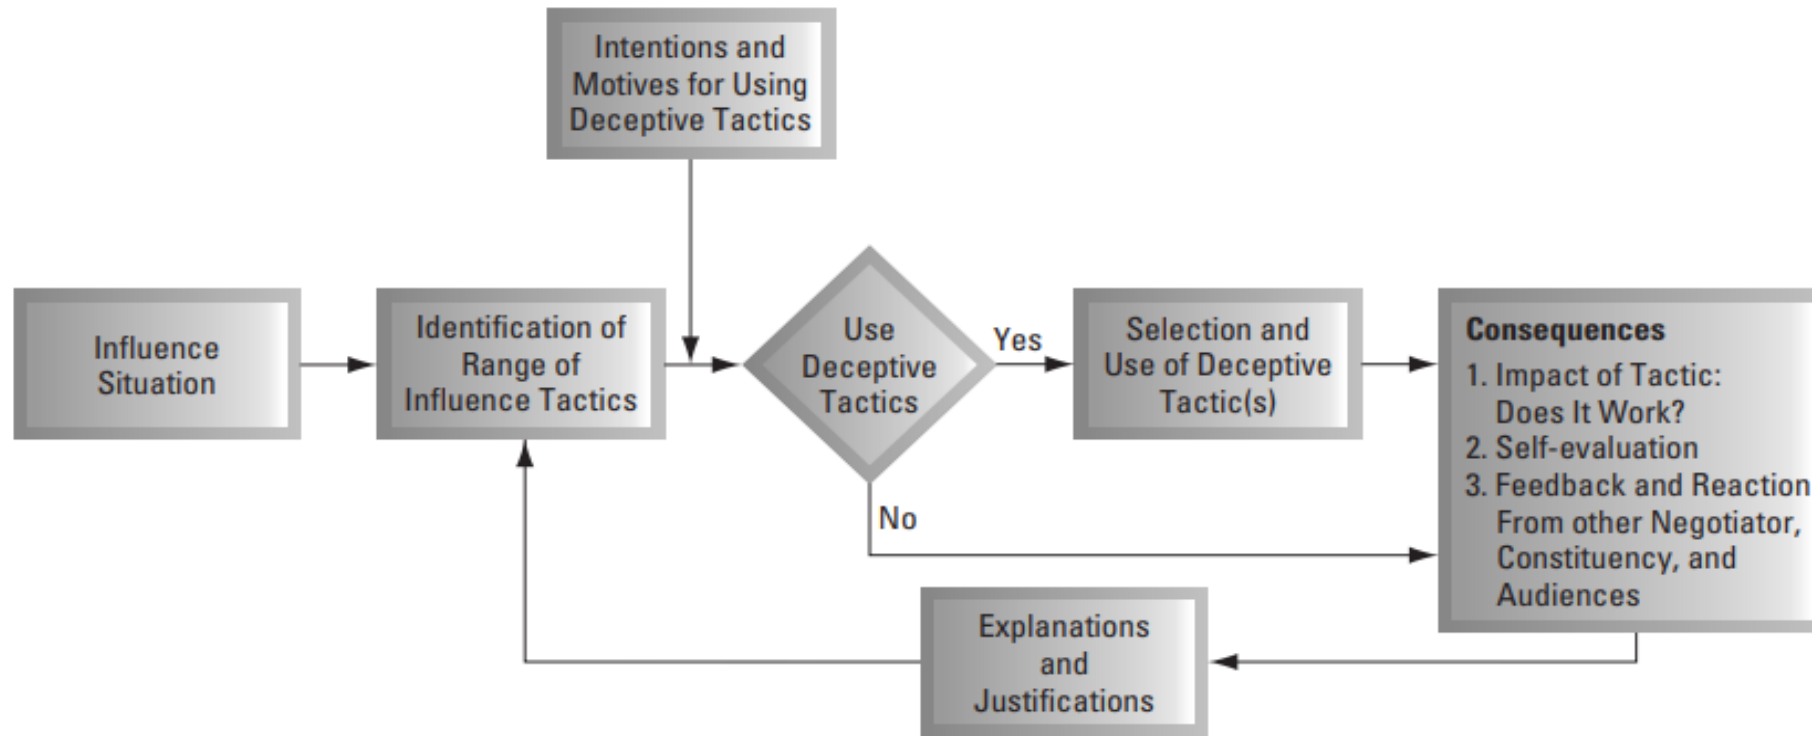 Intentions and
Motives for Using
Deceptive Tactics
Influence
Situation
Identification of
Range of
Influence Tactics
Use
Deceptive
Tactics
Yes
No
Selection and
Use of Deceptive
Tactic(s)
Consequences
1. Impact of Tactic:
Does It Work?
2. Self-evaluation
3. Feedback and Reaction
From other Negotiator,
Constituency, and
Audiences
Explanations
and
Justifications